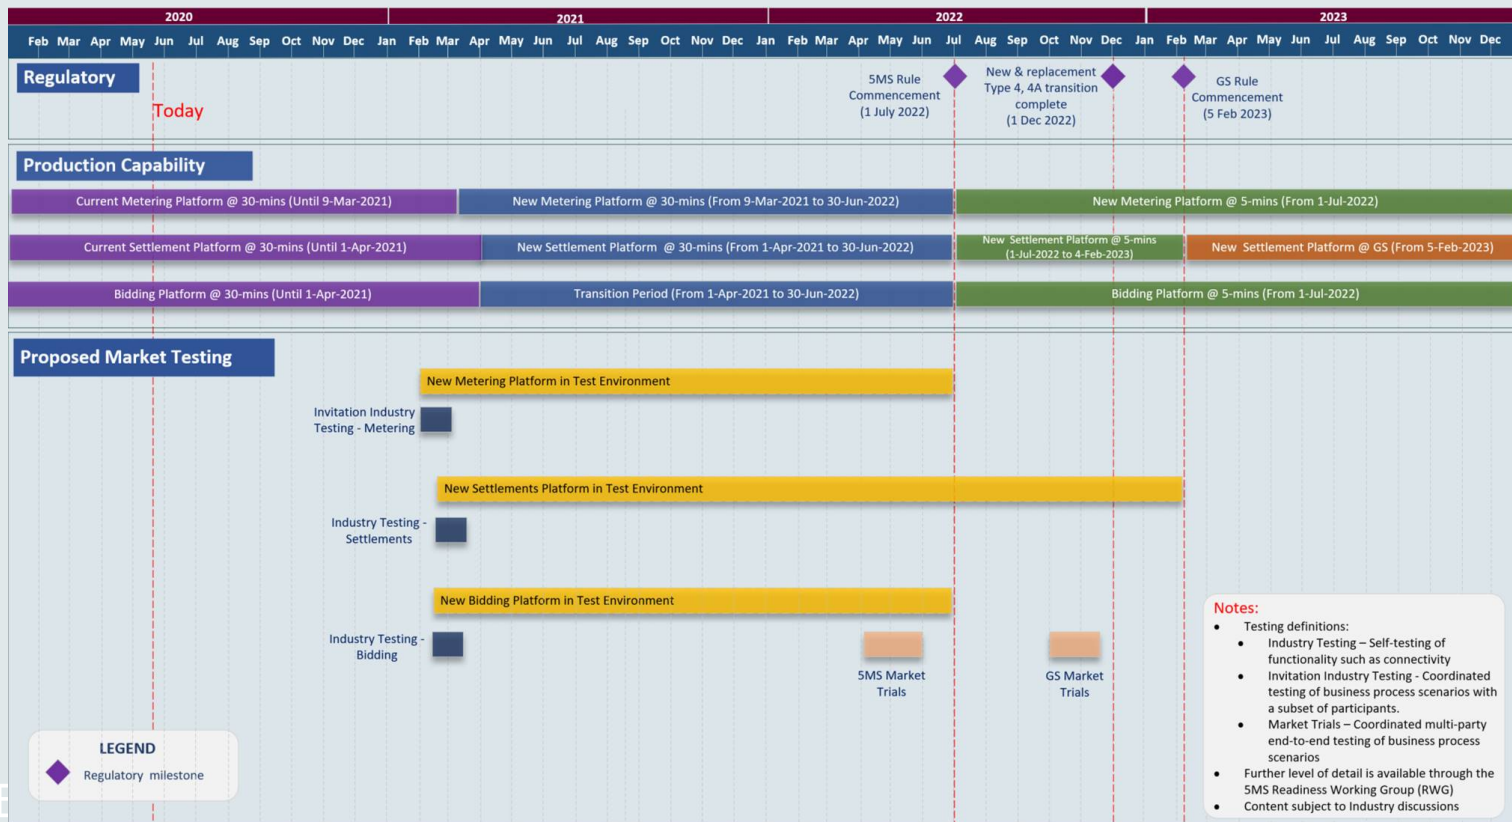 2020 2021 2022 2023
Feb Mar Apr May Jun Jul Aug Sep Oct Nov Dec Jan Feb Mar Apr May Jun Jul Aug Sep Oct Nov Dec Jan Feb Mar Apr May Jun Jul Aug Sep Oct Nov Dec Jan Feb Mar Apr May Jun Jul Aug Sep Oct Nov Dec
Regulatory
Today
5MS Rule
Commencement
(1 July 2022)
New & replacement
Type 4, 4A transition
complete
(1 Dec 2022)
GS Rule
Commencement
(5 Feb 2023)
Production Capability
Current Metering Platform @ 30-mins (Until 9-Mar-2021)
New Metering Platform @ 30-mins (From 9-Mar-2021 to 30-Jun-2022)
New Metering Platform @ 5-mins (From 1-Jul-2022)
Current Settlement Platform @ 30-mins (Until 1-Apr-2021)
New Settlement Platform @ 30-mins (From 1-Apr-2021 to 30-Jun-2022)
New Settlement Platform @ 5-mins
(1-Jul-2022 to 4-Feb-2023)
New Settlement Platform @ GS (From 5-Feb-2023)
Bidding Platform @ 30-mins (Until 1-Apr-2021)
Transition Period (From 1-Apr-2021 to 30-Jun-2022)
Bidding Platform @ 5-mins (From 1-Jul-2022)
Proposed Market Testing
New Metering Platform in Test Environment
Invitation Industry
Testing - Metering
New Settlements Platform in Test Environment
Industry Testing -
Settlements
New Bidding Platform in Test Environment
Industry Testing -
Bidding
5MS Market
Trials
GS Market
Trials
Notes:
• Testing definitions:
• Industry Testing – Self-testing of
functionality such as connectivity
• Invitation Industry Testing - Coordinated
testing of business process scenarios with
a subset of participants.
• Market Trials – Coordinated multi-party
end-to-end testing of business process
scenarios
• Further level of detail is available through the
5MS Readiness Working Group (RWG)
• Content subject to Industry discussions
LEGEND
Regulatory milestone